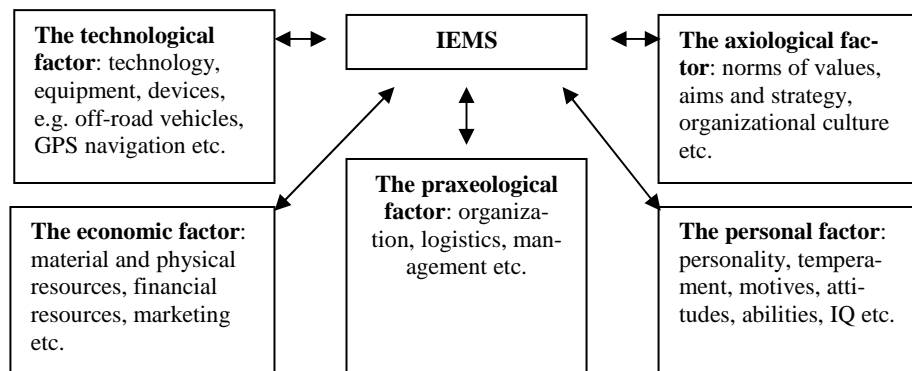 The technological
factor: technology,
equipment, devices,
e.g. off-road vehicles,
GPS navigation etc.
IEMS
The axiological fac-
tor: norms of values,
aims and strategy,
organizational culture
etc.
The economic factor:
material and physical
resources, financial
resources, marketing
etc.
The praxeological
factor: organiza-
tion, logistics, man-
agement etc.
The personal factor:
personality, tempera-
ment, motives, atti-
tudes, abilities, IQ etc.